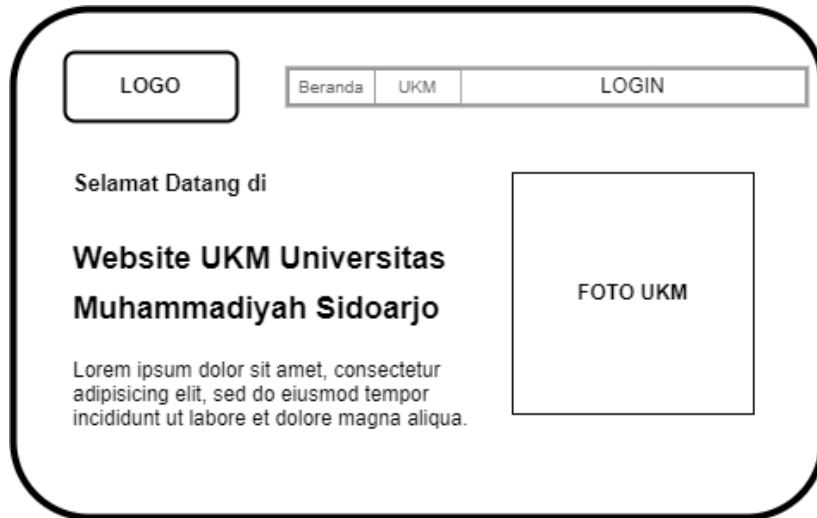 LOGO
Beranda UKM LOGIN
Selamat Datang di
Website UKM Universitas
Muhammadiyah Sidoarjo
FOTO UKM
Lorem ipsum dolor sit amet, consectetur
adipisicing elit, sed do eiusmod tempor
incididunt ut labore et dolore magna aliqua.